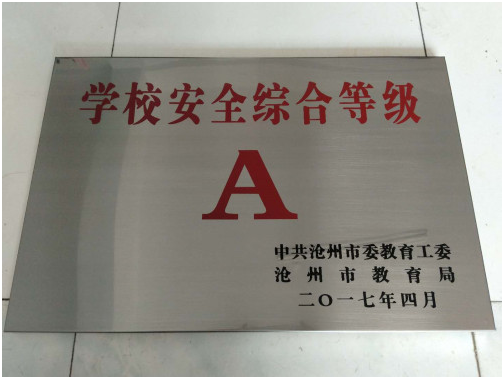 学校安全综合等级
A
中共沧州市委教育工委
沧州市教育局
二〇一七年四月